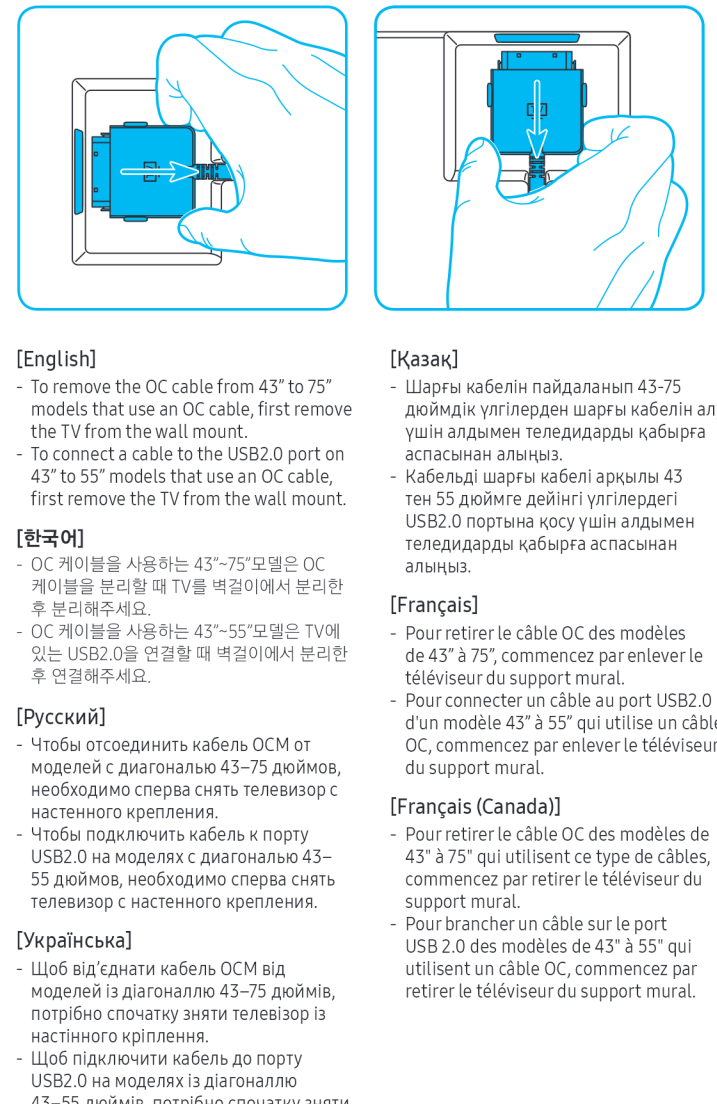 [English]
- To remove the OC cable from 43″ to 75″
models that use an OC cable, first remove
the TV from the wall mount.
- To connect a cable to the USB2.0 port on
43″ to 55″ models that use an OC cable,
first remove the TV from the wall mount.
[한국어]
- OC 케이블을 사용하는 43″~75″모델은 OC
케이블을 분리할 때 TV를 벽걸이에서 분리한
후 분리해주세요.
- OC 케이블을 사용하는 43″~55″모델은 TV에
있는 USB2.0을 연결할 때 벽걸이에서 분리한
후 연결해주세요.
[Русский]
- Чтобы отсоединить кабель OCM от
моделей с диагональю 43–75 дюймов,
необходимо сперва снять телевизор с
настенного крепления.
- Чтобы подключить кабель к порту
USB2.0 на моделях с диагональю 43–
55 дюймов, необходимо сперва снять
телевизор с настенного крепления.
[Українська]
- Щоб від’єднати кабель OCM від
моделей із діагоналлю 43–75 дюймів,
потрібно спочатку зняти телевізор із
настінного кріплення.
- Щоб підключити кабель до порту
USB2.0 на моделях із діагоналлю
43–55 дюймів, потрібно спочатку зняти
[Қазақ]
- Шарғы кабелін пайдаланып 43-75
дюймдік үлгілерден шарғы кабелін ал
үшін алдымен теледидарды қабырға
аспасынан алыңыз.
- Кабельді шарғы кабелі арқылы 43
тен 55 дюймге дейінгі үлгілердегі
USB2.0 портына қосу үшін алдымен
теледидарды қабырға аспасынан
алыңыз.
[Français]
- Pour retirer le câble OC des modèles
de 43″ à 75″, commencez par enlever le
téléviseur du support mural.
- Pour connecter un câble au port USB2.0
d'un modèle 43″ à 55″ qui utilise un câble
OC, commencez par enlever le téléviseur
du support mural.
[Français (Canada)]
- Pour retirer le câble OC des modèles de
43" à 75" qui utilisent ce type de câbles,
commencez par retirer le téléviseur du
support mural.
- Pour brancher un câble sur le port
USB 2.0 des modèles de 43" à 55" qui
utilisent un câble OC, commencez par
retirer le téléviseur du support mural.